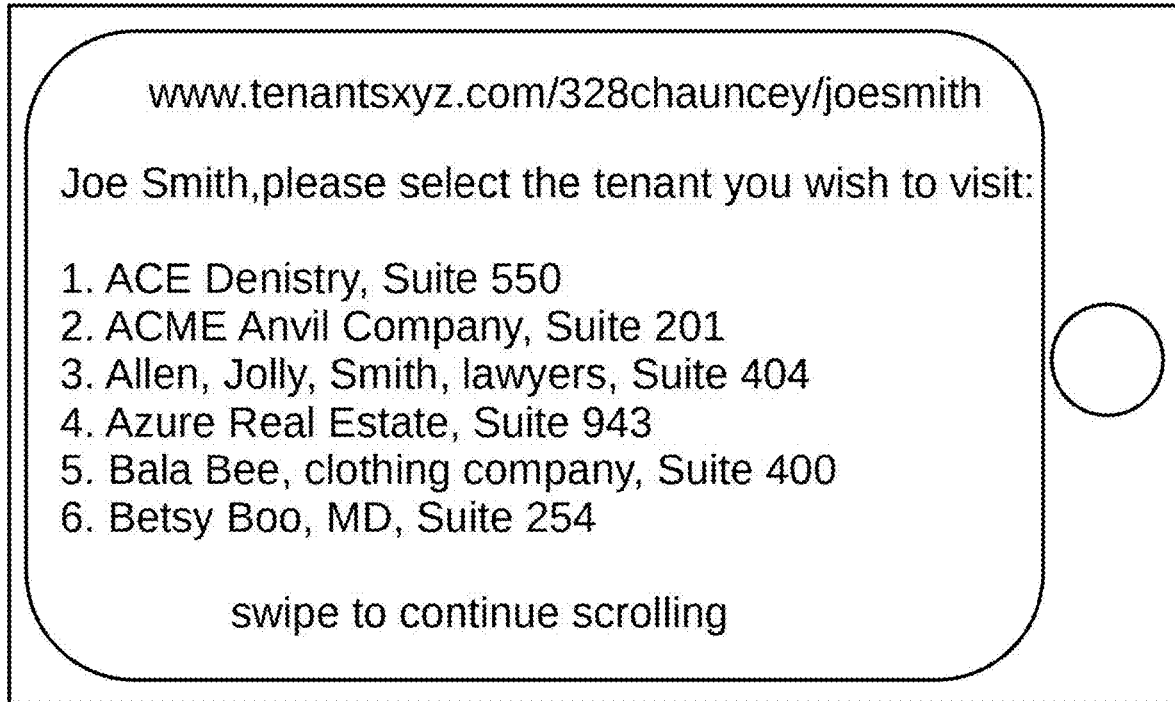 www.tenantsxyz.com/328chauncey/joesmith
Joe Smith,please select the tenant you wish to visit:
1. ACE Denistry, Suite 550
2. ACME Anvil Company, Suite 201
3. Allen, Jolly, Smith, lawyers, Suite 404
4. Azure Real Estate, Suite 943
5. Bala Bee, clothing company, Suite 400
6. Betsy Boo, MD, Suite 254
swipe to continue scrolling